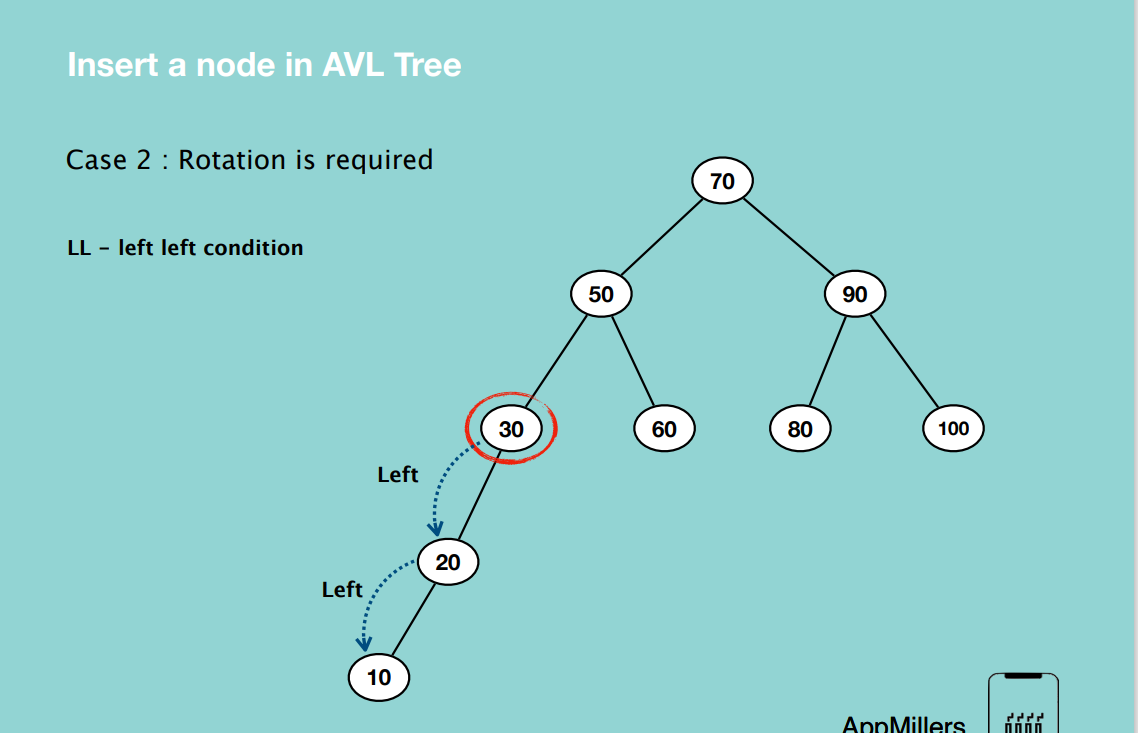 Insert a node in AVL Tree
Case 2 : Rotation is required
70
LL – left left condition
50
90
30
60
80
100
Left
20
Left
10
AppMillers